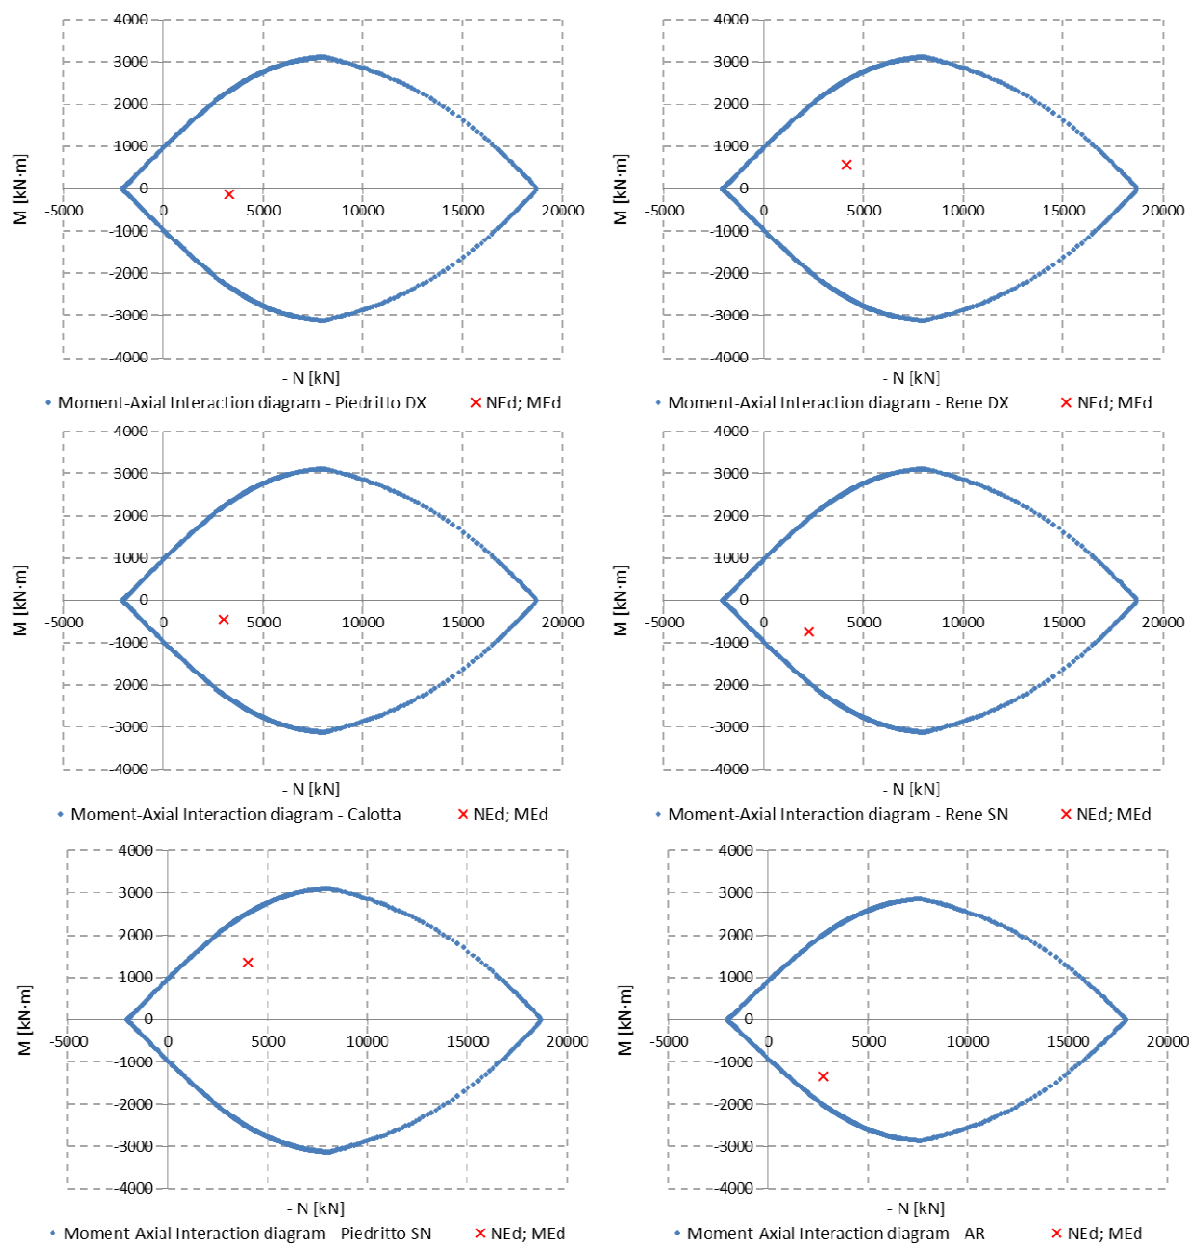 4000 4000
3000 3000
2000 2000
1000 1000
0 0
-5000 0 5000 10000 15000 20000 -5000 0 5000 10000 15000 20000
-1000 -1000
-2000 -2000
-3000 -3000
-4000 -4000
M [kN·m] M [kN·m]
- N [kN] - N [kN]
Moment-Axial Interaction diagram - Piedritto DX NEd; MEd Moment-Axial Interaction diagram - Rene DX NEd; MEd
4000 4000
3000 3000
2000 2000
1000 1000
0 0
-5000 0 5000 10000 15000 20000 -5000 0 5000 10000 15000 20000
-1000 -1000
-2000 -2000
-3000 -3000
-4000 -4000
M [kN·m] M [kN·m]
- N [kN] - N [kN]
Moment-Axial Interaction diagram - Calotta NEd; MEd Moment-Axial Interaction diagram - Rene SN NEd; MEd
4000 4000
3000 3000
2000 2000
1000 1000
0 0
-5000 0 5000 10000 15000 20000 -5000 0 5000 10000 15000 20000
-1000 -1000
-2000 -2000
-3000 -3000
-4000 -4000
M [kN·m] M [kN·m]
- N [kN] - N [kN]
Moment Axial Interaction diagram Piedritto SN NEd; MEd Moment Axial Interaction diagram AR NEd; MEd